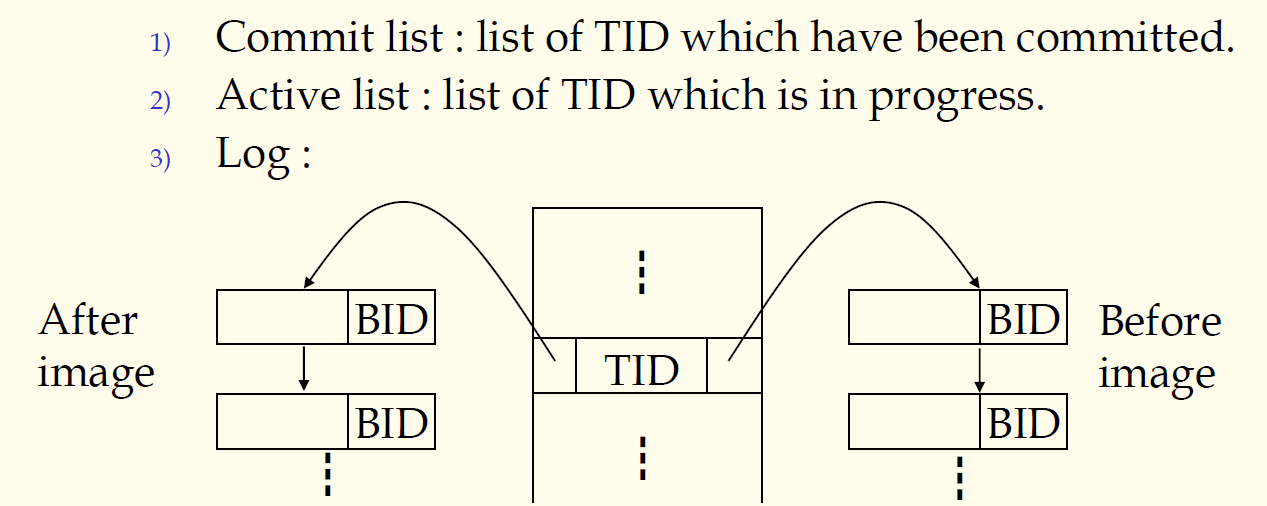 1) Commit list : list of TID which have been committed.
2) Active list : list of TID which is in progress.
3) Log :
After
image
BID
BID
TID
BID
BID
Before
image